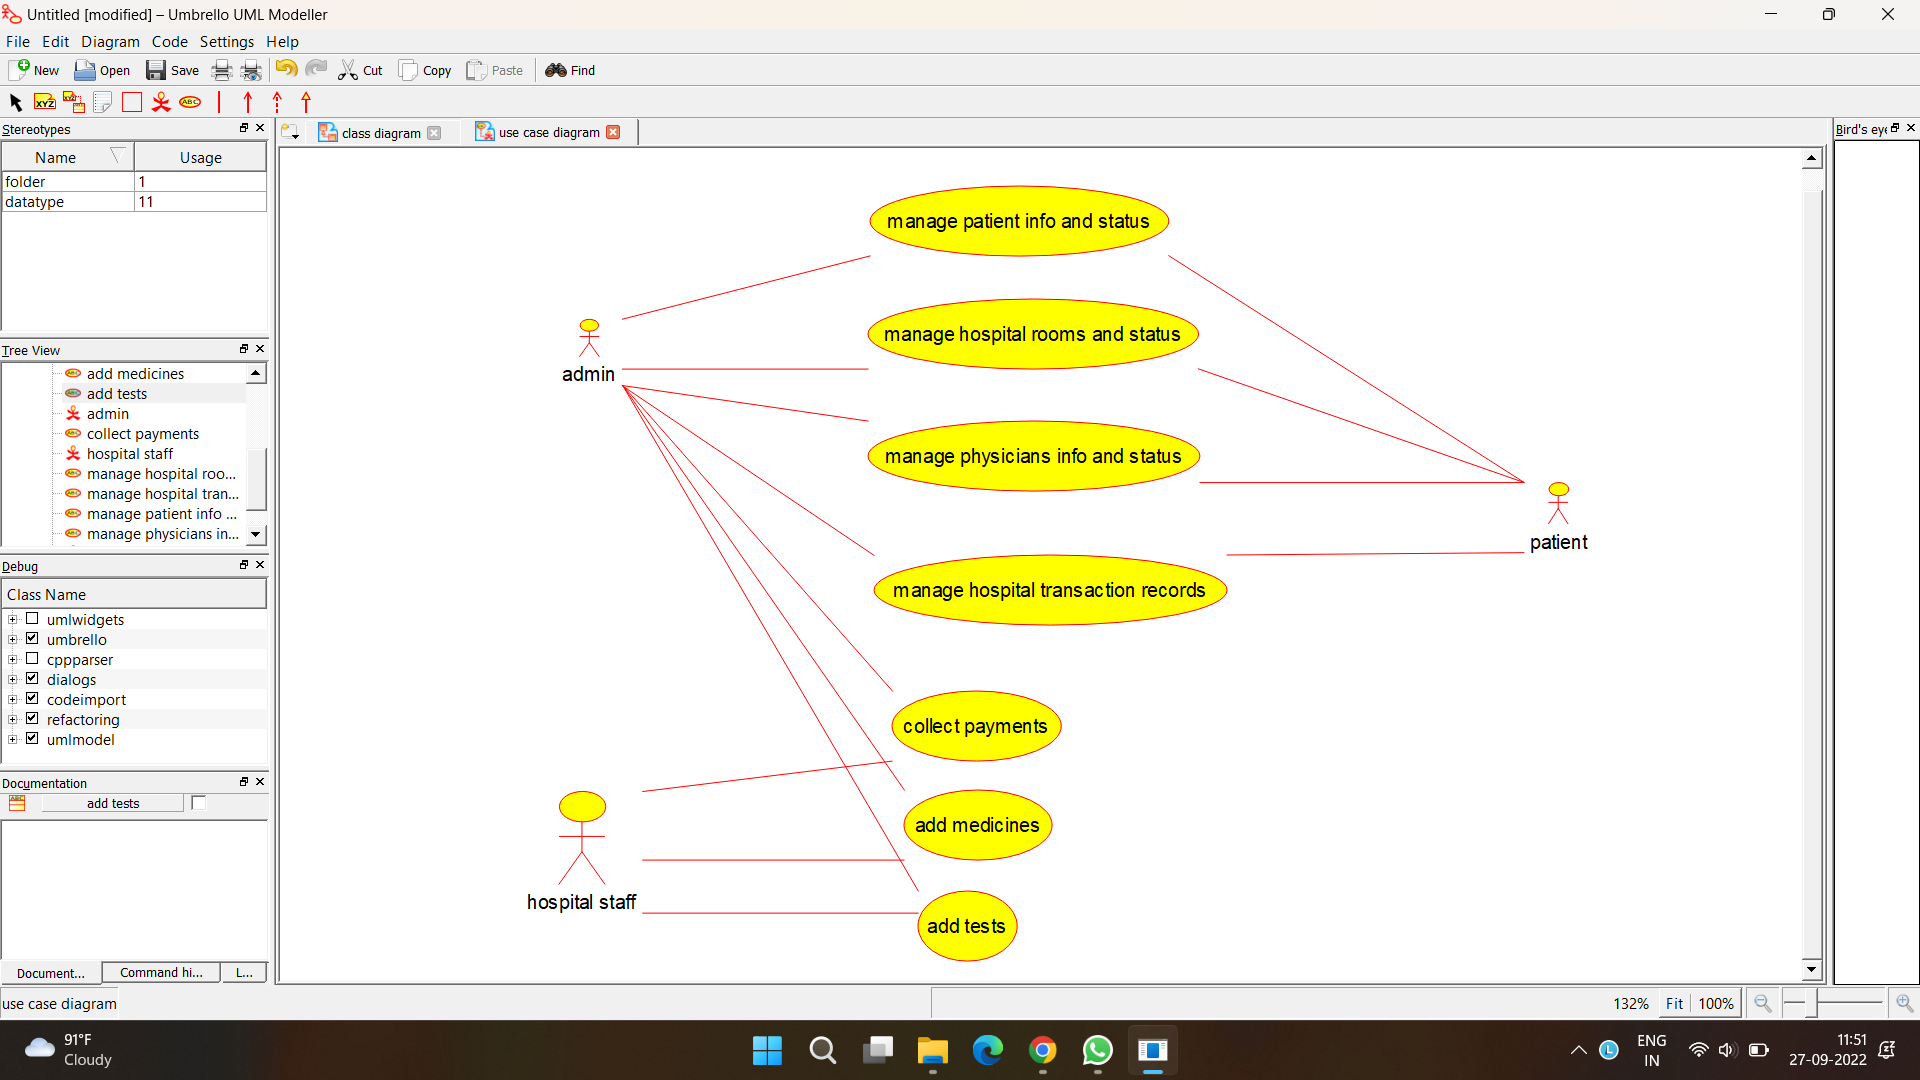 Untitled [modified] – Umbrello UML Modeller
File Edit Diagram Code Settings Help
New Open Save Cut Copy Paste Find
Stereotypes
Name Usage
folder 1
datatype 11
Tree View
add medicines
add tests
admin
collect payments
hospital staff
manage hospital roo...
manage hospital tran...
manage patient info ...
manage physicians in...
Debug
Class Name
umlwidgets
umbrello
cppparser
dialogs
codeimport
refactoring
umlmodel
Documentation
add tests
Document... Command hi... L...
class diagram use case diagram
manage patient info and status
manage hospital rooms and status
admin
manage physicians info and status
patient
manage hospital transaction records
collect payments
add medicines
hospital staff
add tests
Bird's eye
use case diagram 132% Fit 100%
91°F
Cloudy
ENG
IN
11:51
27-09-2022